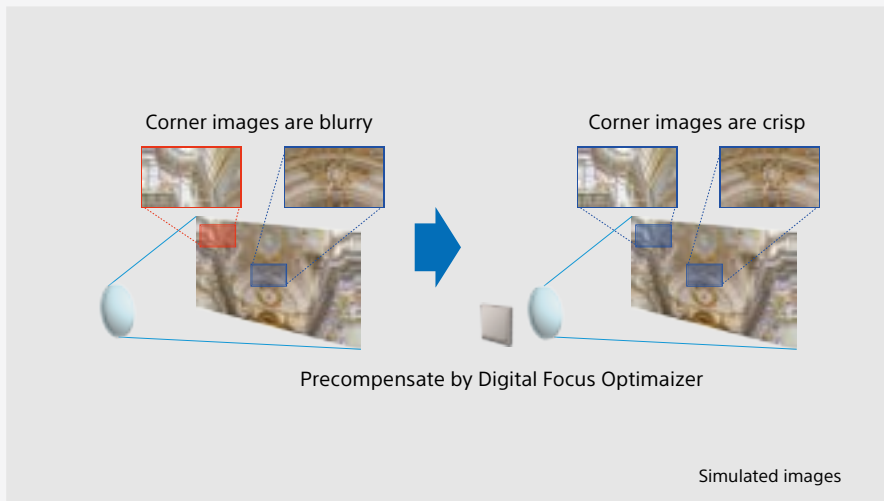 Corner images are blurry
Corner images are crisp
Precompensate by Digital Focus Optimaizer
Simulated images